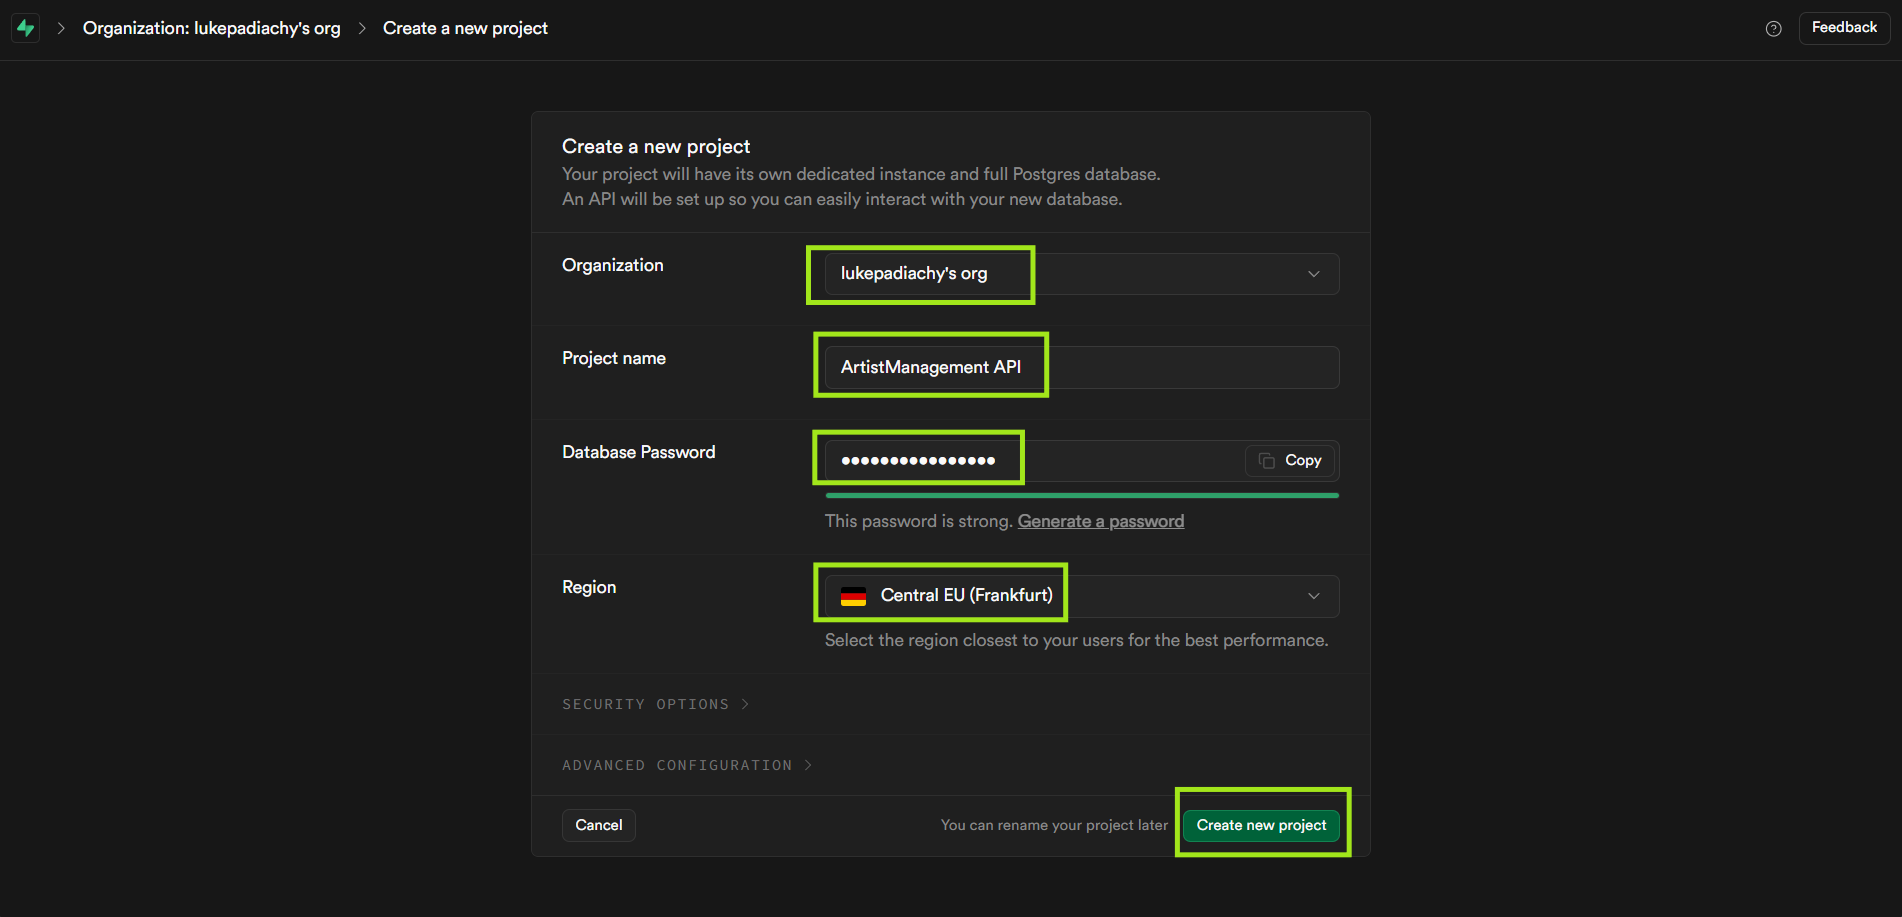 Organization: lukepadiachy's org
Create a new project
Feedback
Create a new project
Your project will have its own dedicated instance and full Postgres database.
An API will be set up so you can easily interact with your new database.
Organization
lukepadiachy's org
Project name
ArtistManagement API
Database Password
••••••••••••••••
Copy
This password is strong. Generate a password
Region
Central EU (Frankfurt)
Select the region closest to your users for the best performance.
SECURITY OPTIONS
ADVANCED CONFIGURATION
Cancel
You can rename your project later
Create new project